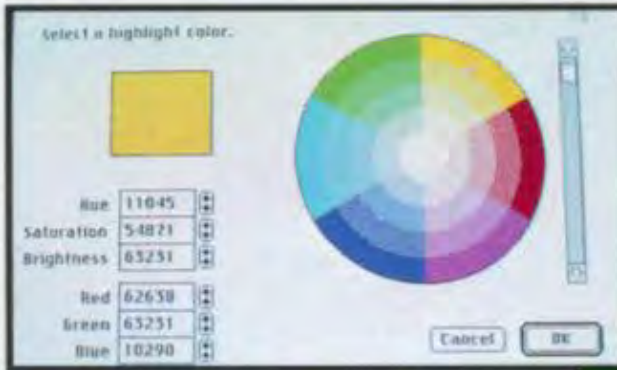 Select a highlight color.
Hue 11045
Saturation 54871
Brightness 63231
Red 62638
Green 63231
Blue 10290
Cancel
OK